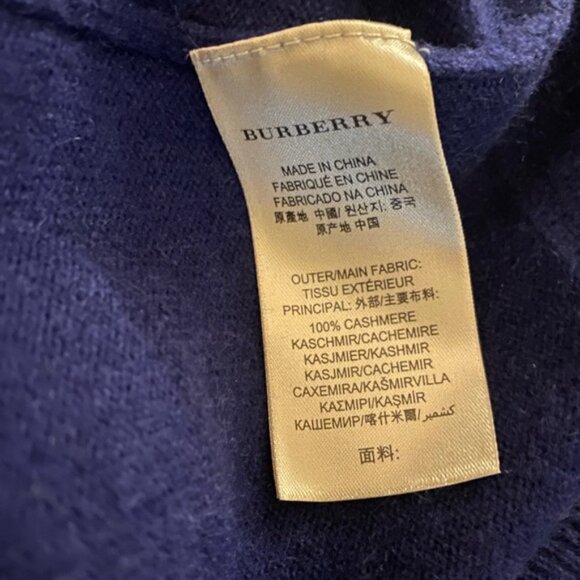 BURBERRY
MADE IN CHINA
FABRIQUÉ EN CHINE
FABRICADO NA CHINA
原產地 中國/ 원산지: 중국
原产地 中国
OUTER/MAIN FABRIC:
TISSU EXTÉRIEUR
PRINCIPAL: 外部/主要布料:
100% CASHMERE
KASCHMIR/CACHEMIRE
KASJMIER/KASHMIR
KASJMIR/CACHEMIR
CAXEMIRA/KAŠMIRVILLA
ΚΑΣΜΙΡΙ/KAŞMİR
КАШЕМИР/喀什米爾/كشمير
面料: